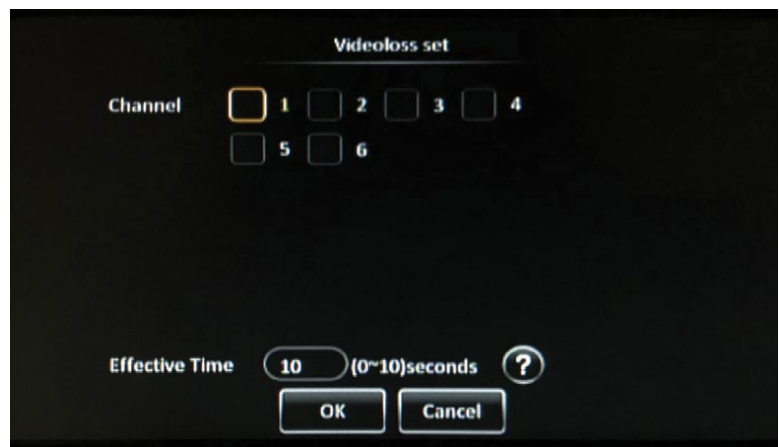 Videoloss set
Channel 1 2 3 4
5 6
Effective Time 10 (0~10)seconds ?
OK Cancel